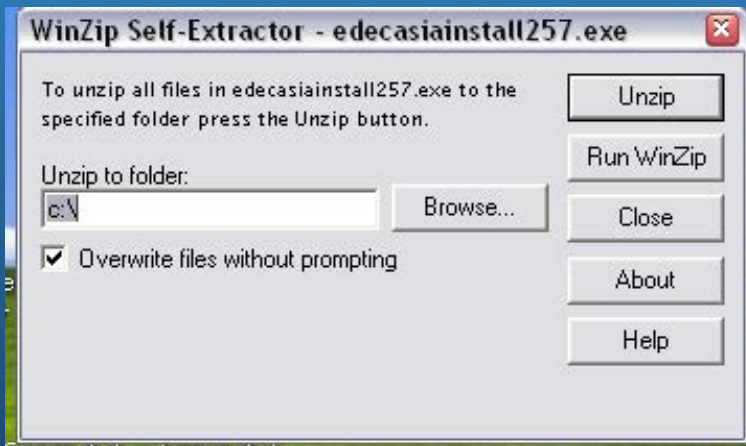 WinZip Self-Extractor - edecasiainstall257.exe
To unzip all files in edecasiainstall257.exe to the
specified folder press the Unzip button.
Unzip to folder:
c:\
Browse...
Overwrite files without prompting
Unzip
Run WinZip
Close
About
Help